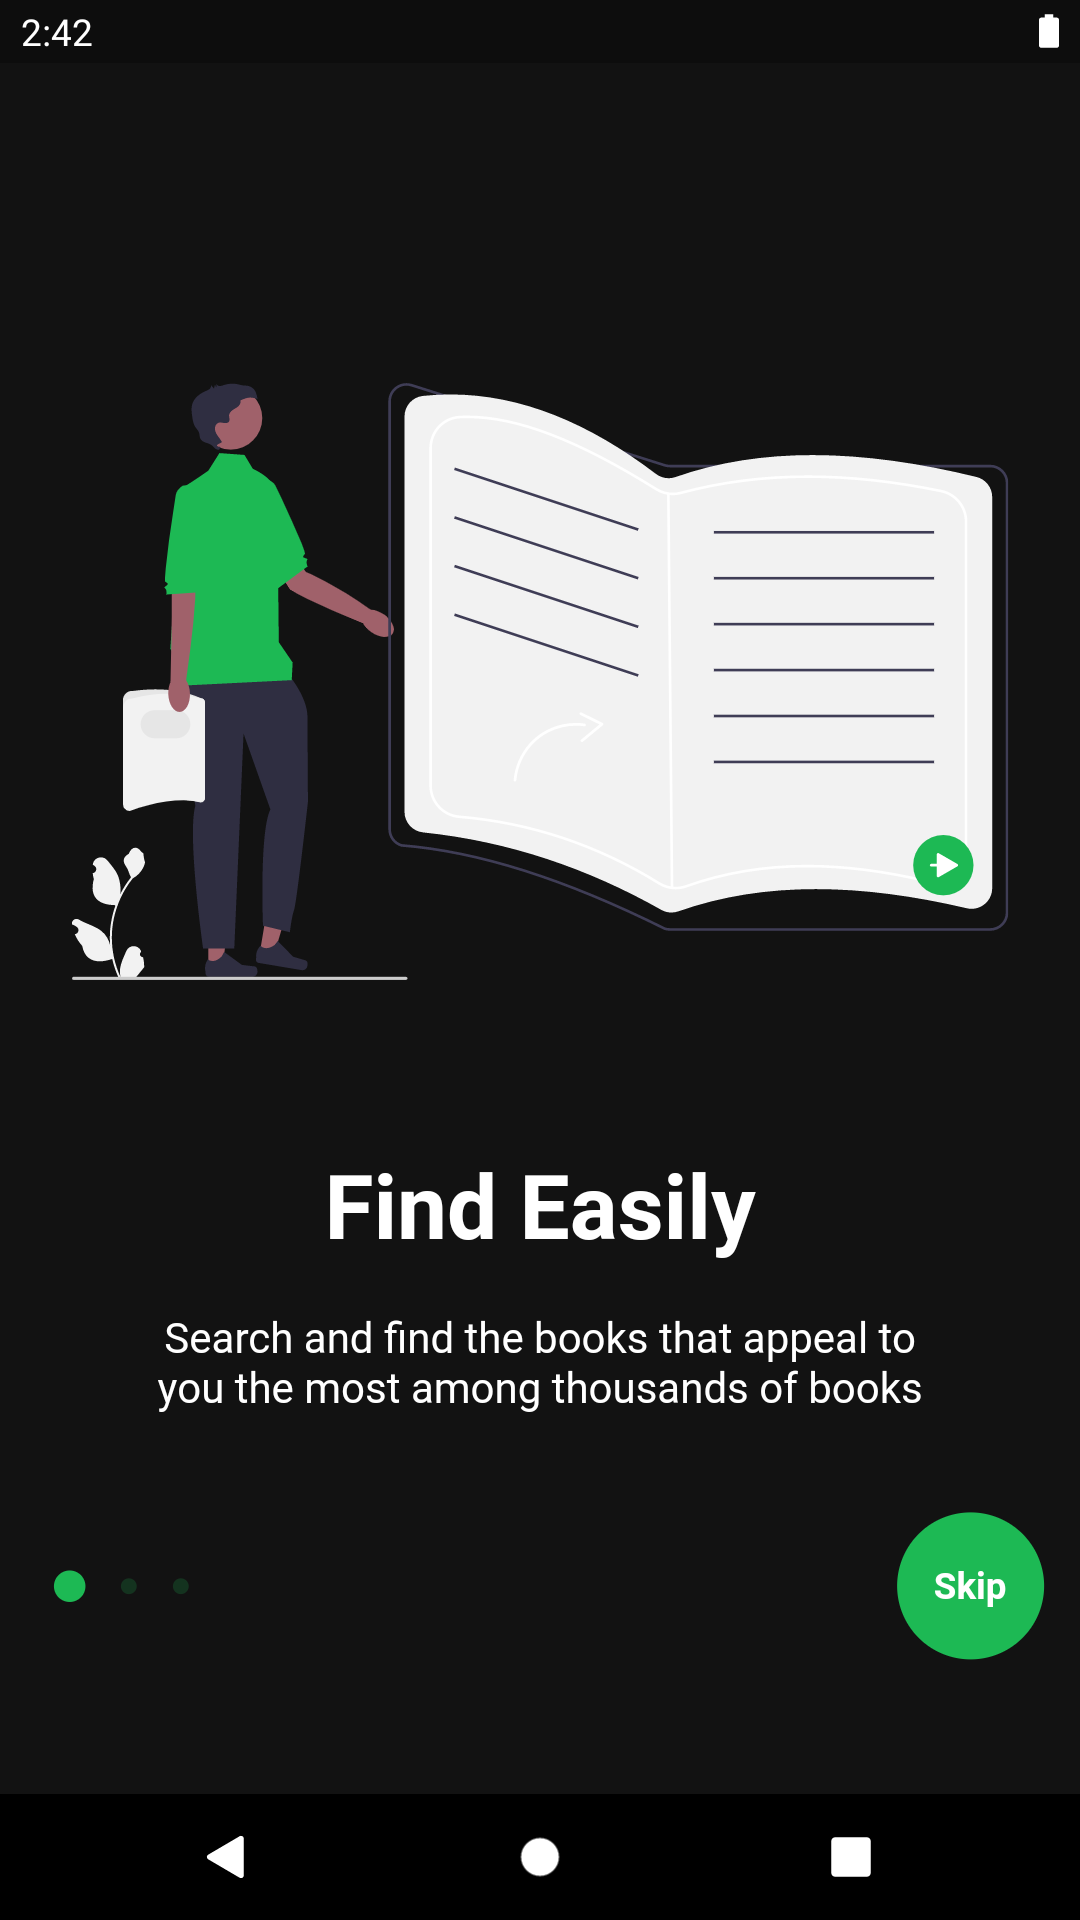 2:42
Find Easily
Search and find the books that appeal to
you the most among thousands of books
Skip